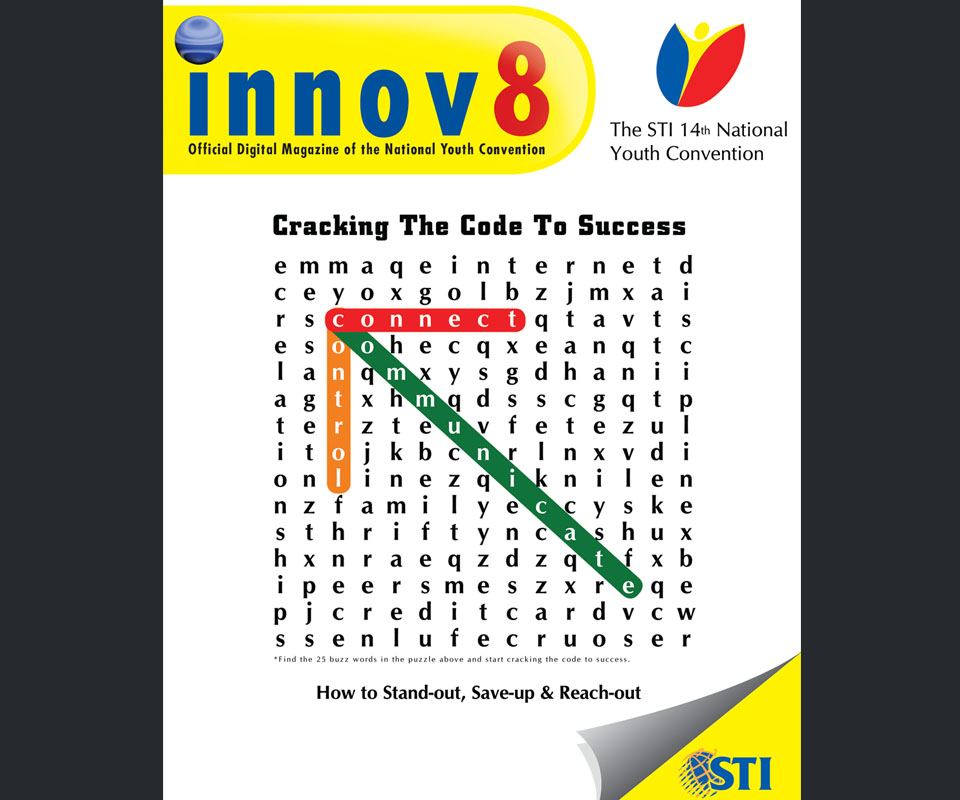 innov8
Official Digital Magazine of the National Youth Convention
The STI 14th National
Youth Convention
Cracking The Code To Success
e m m a q e i n t e r n e t d
c e y o x g o l b z j m x a i
r s c o n n e c t q t a v t s
e s o o h e c q x e a n q t c
l a n q m x y s g d h a n i i
a g t x h m q d s s c g q t p
t e r z t e u v f e t e z u l
i t o j k b c n r l n x v d i
o n l i n e z q i k n i l e n
n z f a m i l y e c c y s k e
s t h r i f t y n c a s h u x
h x n r a e q z d z q t f x b
i p e e r s m e s z x r e q e
p j c r e d i t c a r d v c w
s s e n l u f e c r u o s e r
*Find the 25 buzz words in the puzzle above and start cracking the code to success.
How to Stand-out, Save-up & Reach-out
STI